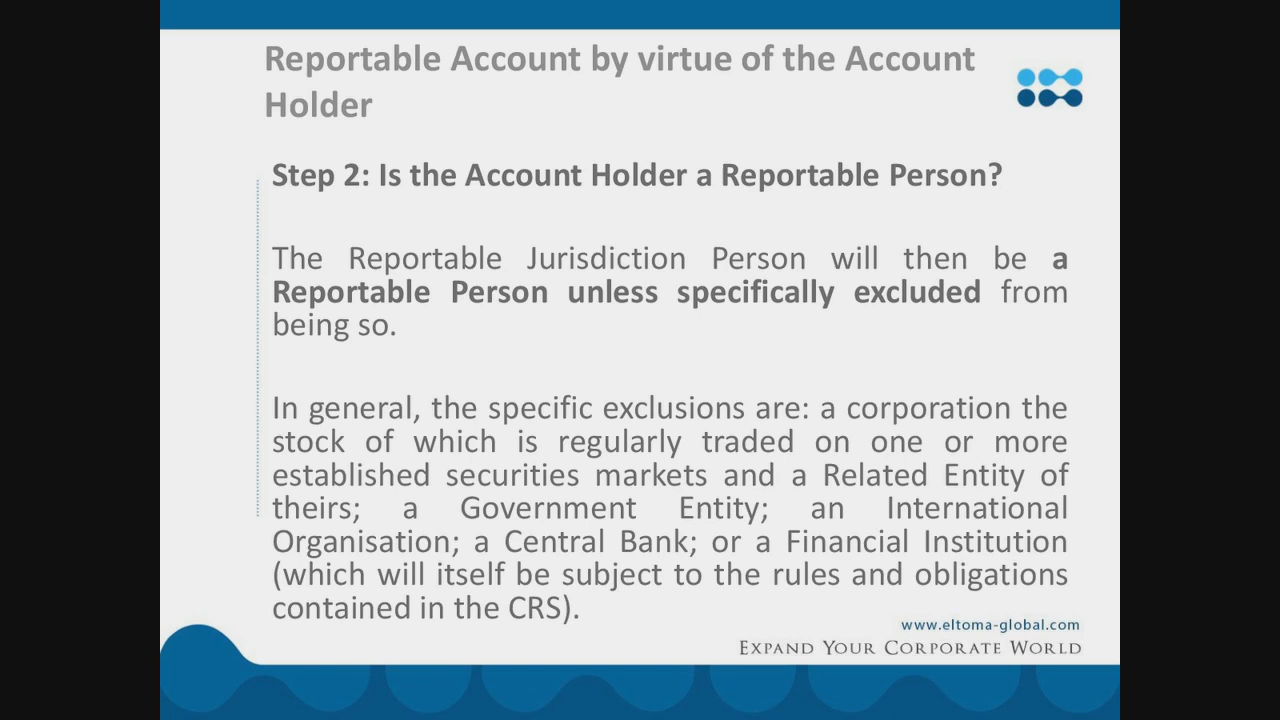 Reportable Account by virtue of the Account
Holder
Step 2: Is the Account Holder a Reportable Person?
The Reportable Jurisdiction Person will then be a
Reportable Person unless specifically excluded from
being so.
In general, the specific exclusions are: a corporation the
stock of which is regularly traded on one or more
established securities markets and a Related Entity of
theirs; a Government Entity; an International
Organisation; a Central Bank; or a Financial Institution
(which will itself be subject to the rules and obligations
contained in the CRS).
www.eltoma-global.com
Expand Your Corporate World